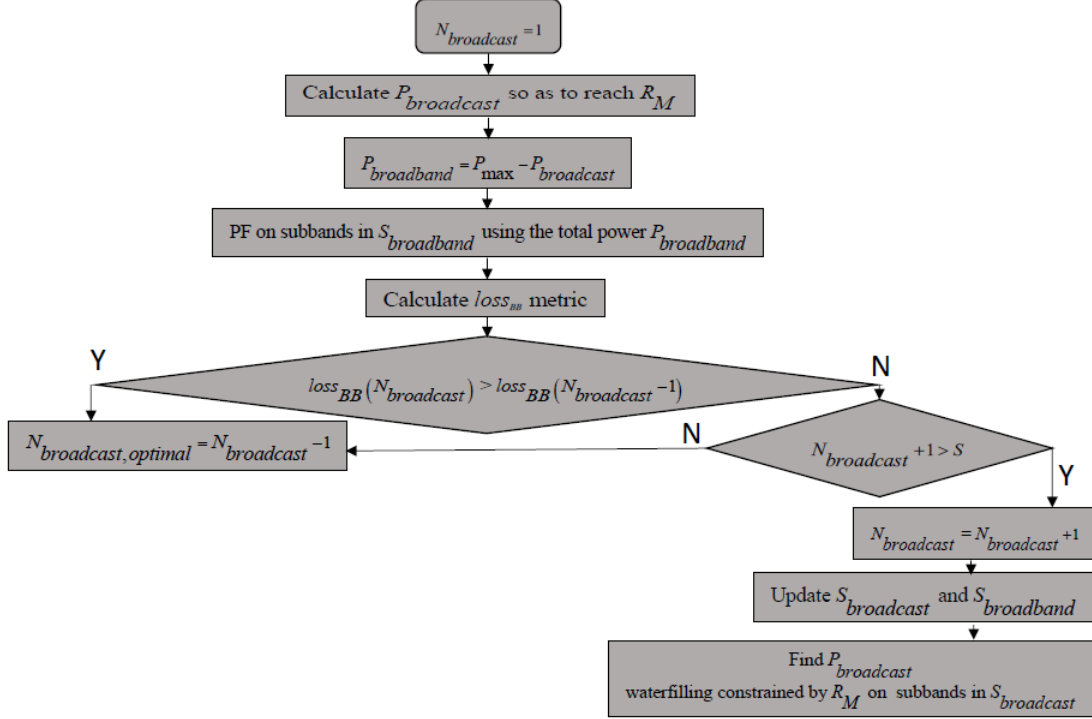 N_broadcast = 1
Calculate P_broadcast so as to reach R_M
P_broadband = P_max − P_broadcast
PF on subbands in S_broadband using the total power P_broadband
Calculate loss_BB metric
Y
loss_BB(N_broadcast) > loss_BB(N_broadcast −1)
N
N_broadcast,optimal = N_broadcast −1
N
N_broadcast +1 > S
Y
N_broadcast = N_broadcast +1
Update S_broadcast and S_broadband
Find P_broadcast
waterfilling constrained by R_M on subbands in S_broadcast